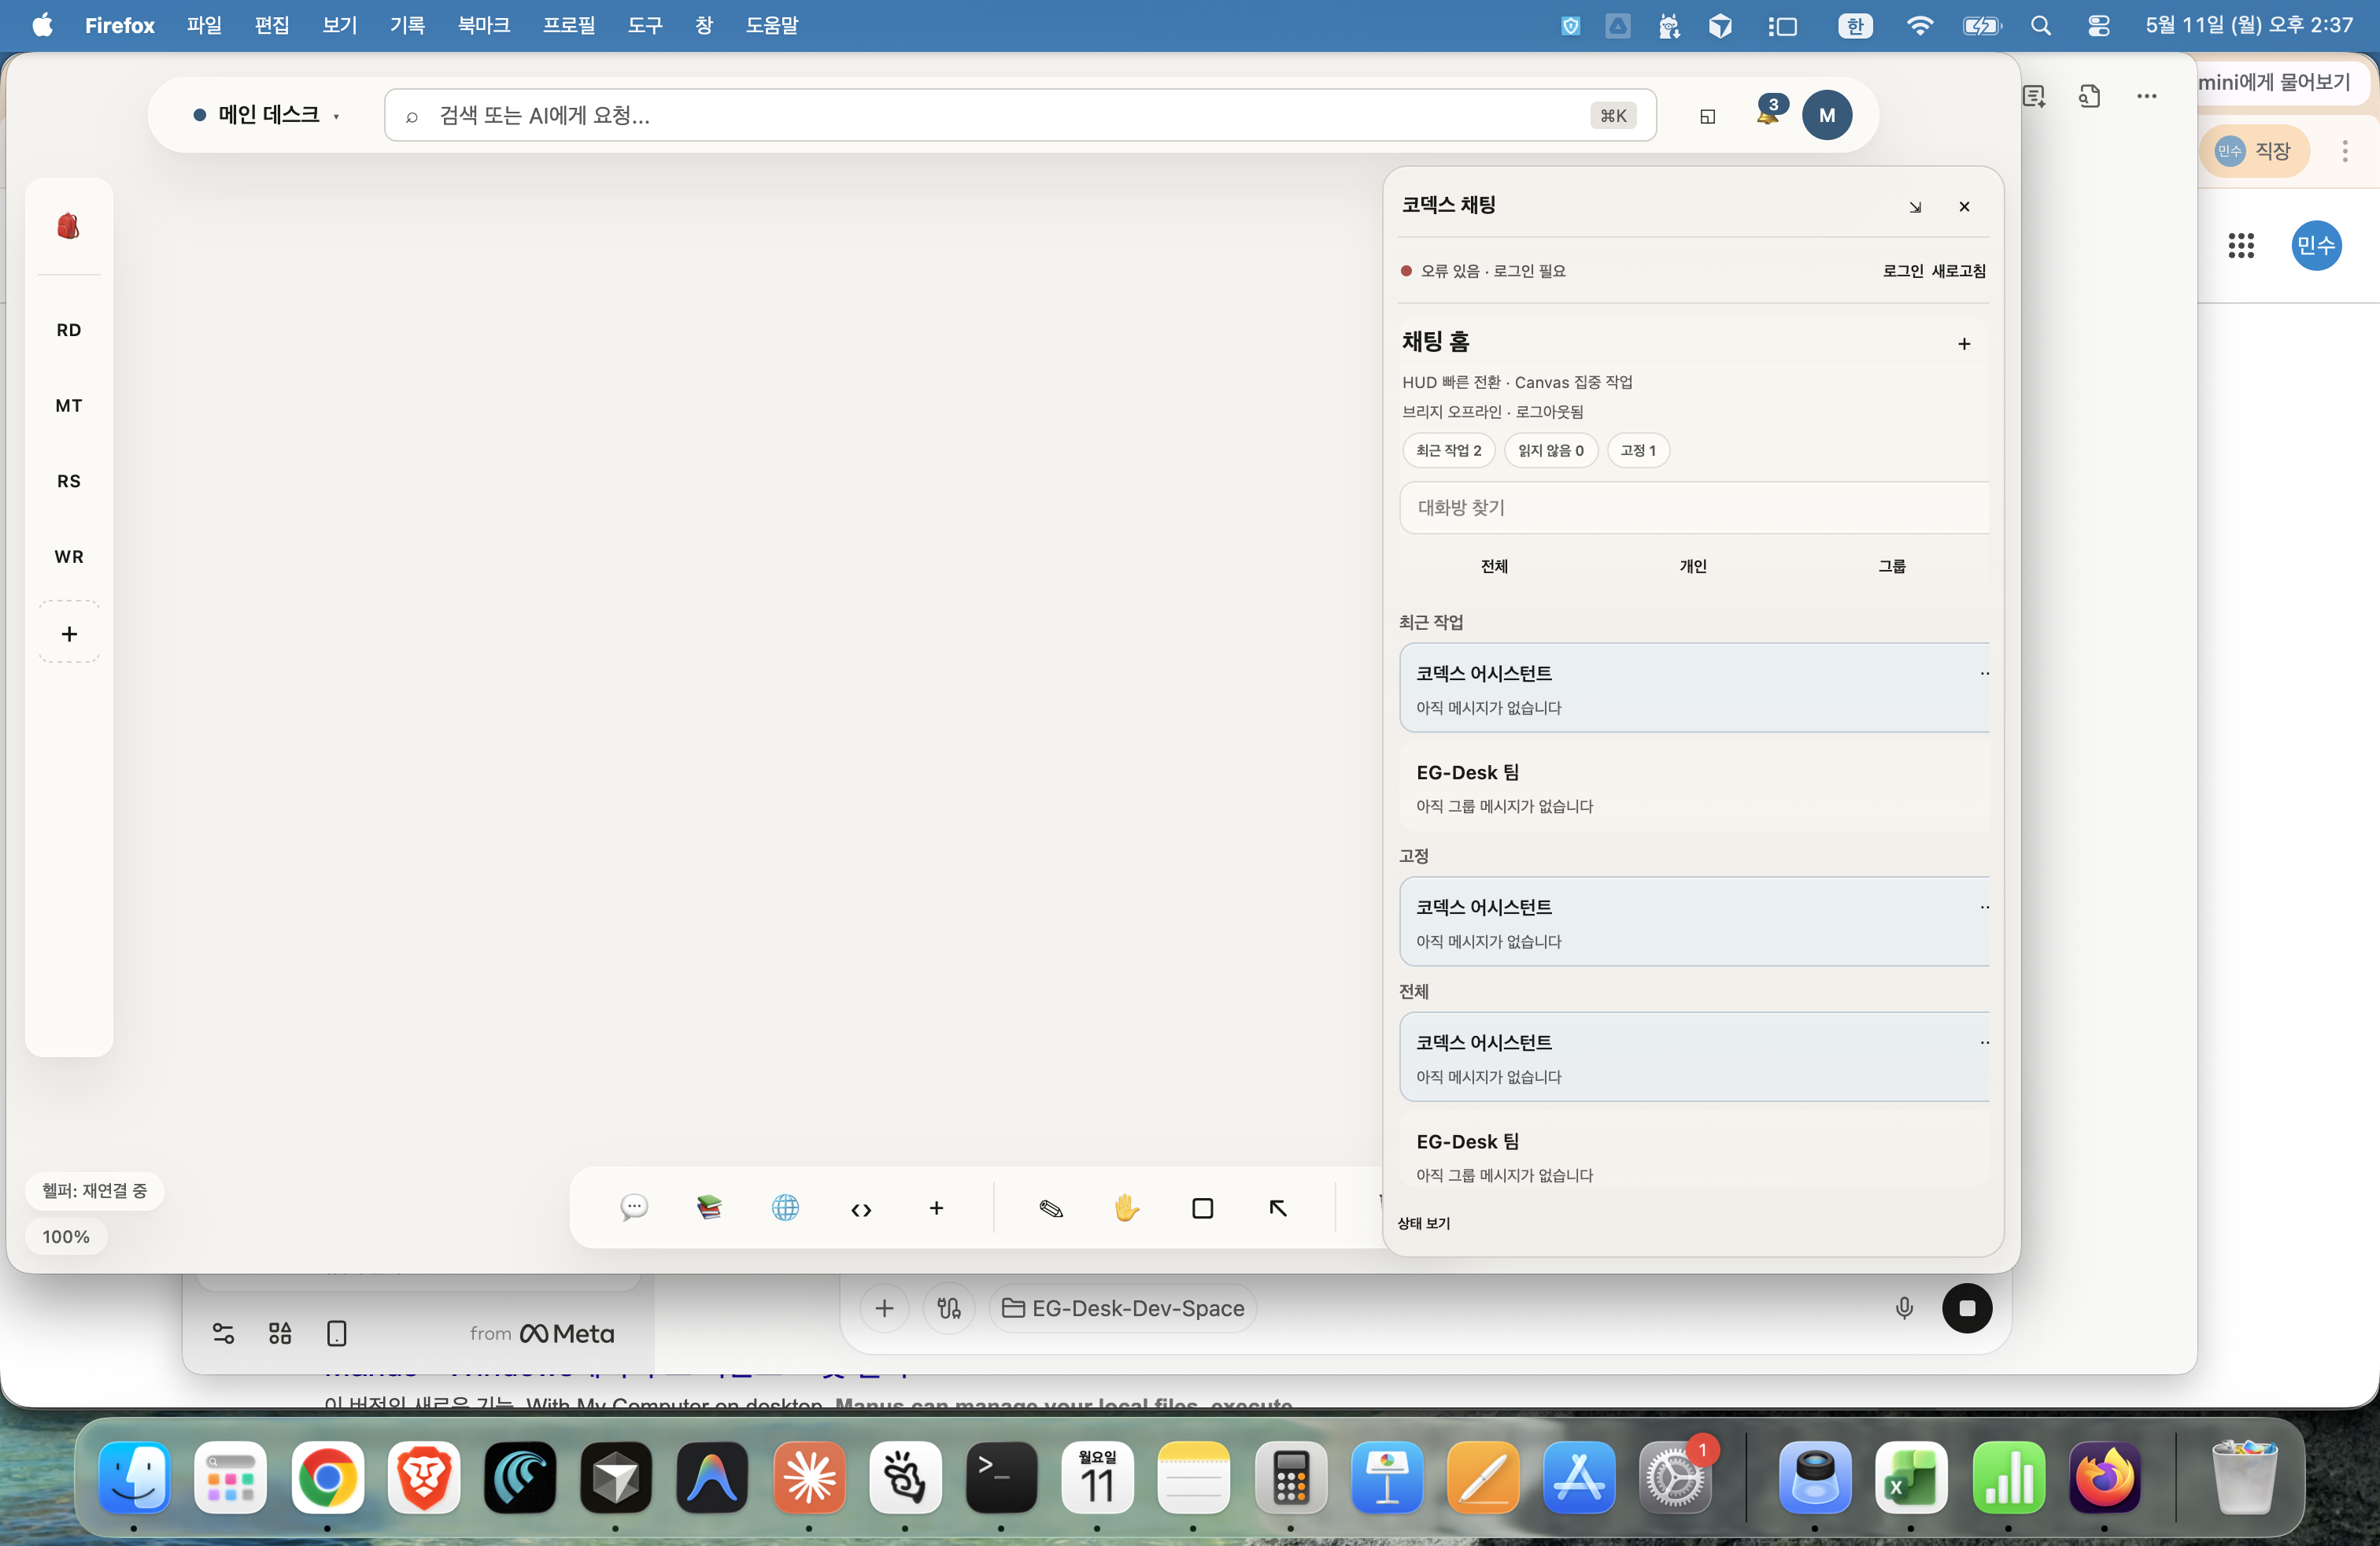 Firefox 파일 편집 보기 기록 북마크 프로필 도구 창 도움말 한 5월 11일 (월) 오후 2:37
mini에게 물어보기
메인 데스크
검색 또는 AI에게 요청...
⌘K
3
M
민수 직장
민수
RD
MT
RS
WR
+
코덱스 채팅
오류 있음 · 로그인 필요
로그인 새로고침
채팅 홈
+
HUD 빠른 전환 · Canvas 집중 작업
브리지 오프라인 · 로그아웃됨
최근 작업 2 읽지 않음 0 고정 1
대화방 찾기
전체 개인 그룹
최근 작업
코덱스 어시스턴트
아직 메시지가 없습니다
EG-Desk 팀
아직 그룹 메시지가 없습니다
고정
코덱스 어시스턴트
아직 메시지가 없습니다
전체
코덱스 어시스턴트
아직 메시지가 없습니다
EG-Desk 팀
아직 그룹 메시지가 없습니다
상태 보기
헬퍼: 재연결 중
100%
from Meta
EG-Desk-Dev-Space
With My Computer on desktop, Manus can manage your local files, execute
월요일
11
1